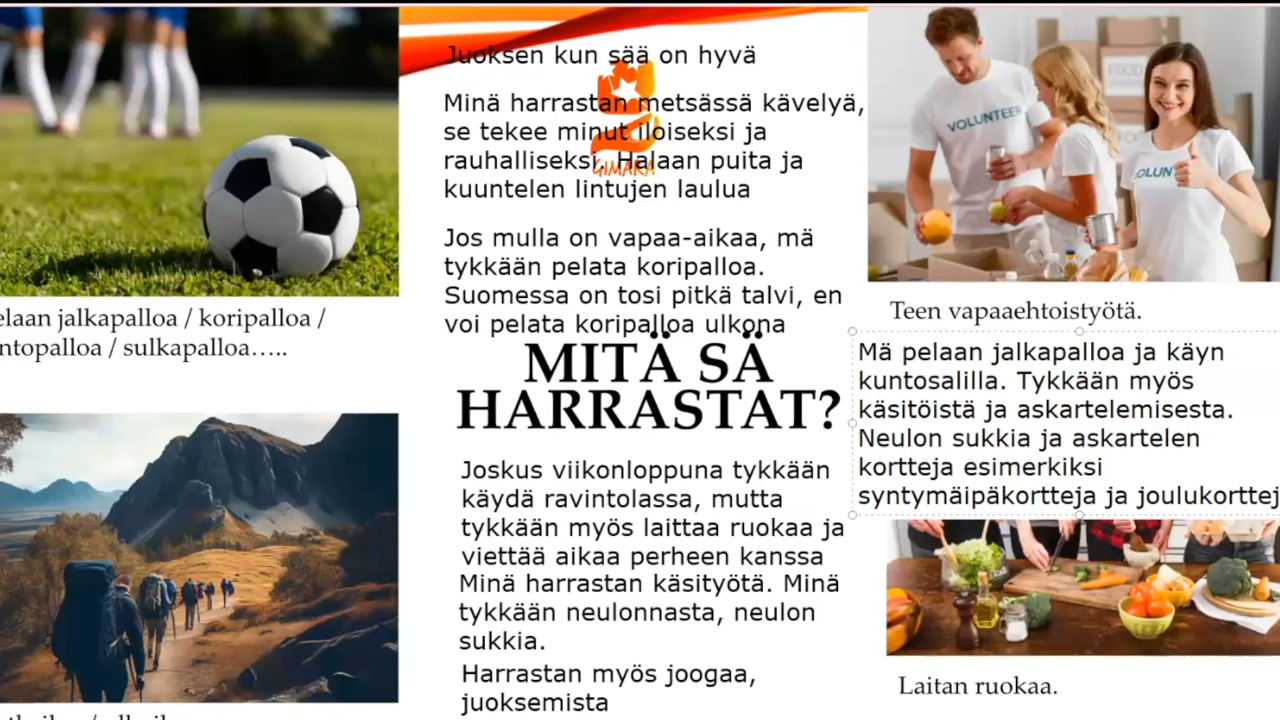 Juoksen kun sää on hyvä
GIMARA
Minä harrastan metsässä kävelyä,
se tekee minut iloiseksi ja
rauhalliseksi. Halaan puita ja
kuuntelen lintujen laulua
Jos mulla on vapaa-aikaa, mä
tykkään pelata koripalloa.
Suomessa on tosi pitkä talvi, en
voi pelata koripalloa ulkona
MITÄ SÄ
HARRASTAT?
Joskus viikonloppuna tykkään
käydä ravintolassa, mutta
tykkään myös laittaa ruokaa ja
viettää aikaa perheen kanssa
Minä harrastan käsityötä. Minä
tykkään neulonnasta, neulon
sukkia.
Harrastan myös joogaa,
juoksemista
elaan jalkapalloa / koripalloa /
ntopalloa / sulkapalloa…..
VOLUNTEER
VOLUNT
FOOD
Teen vapaaehtoistyötä.
Mä pelaan jalkapalloa ja käyn
kuntosalilla. Tykkään myös
käsitöistä ja askartelemisesta.
Neulon sukkia ja askartelen
kortteja esimerkiksi
syntymäipäkortteja ja joulukorttej
Laitan ruokaa.